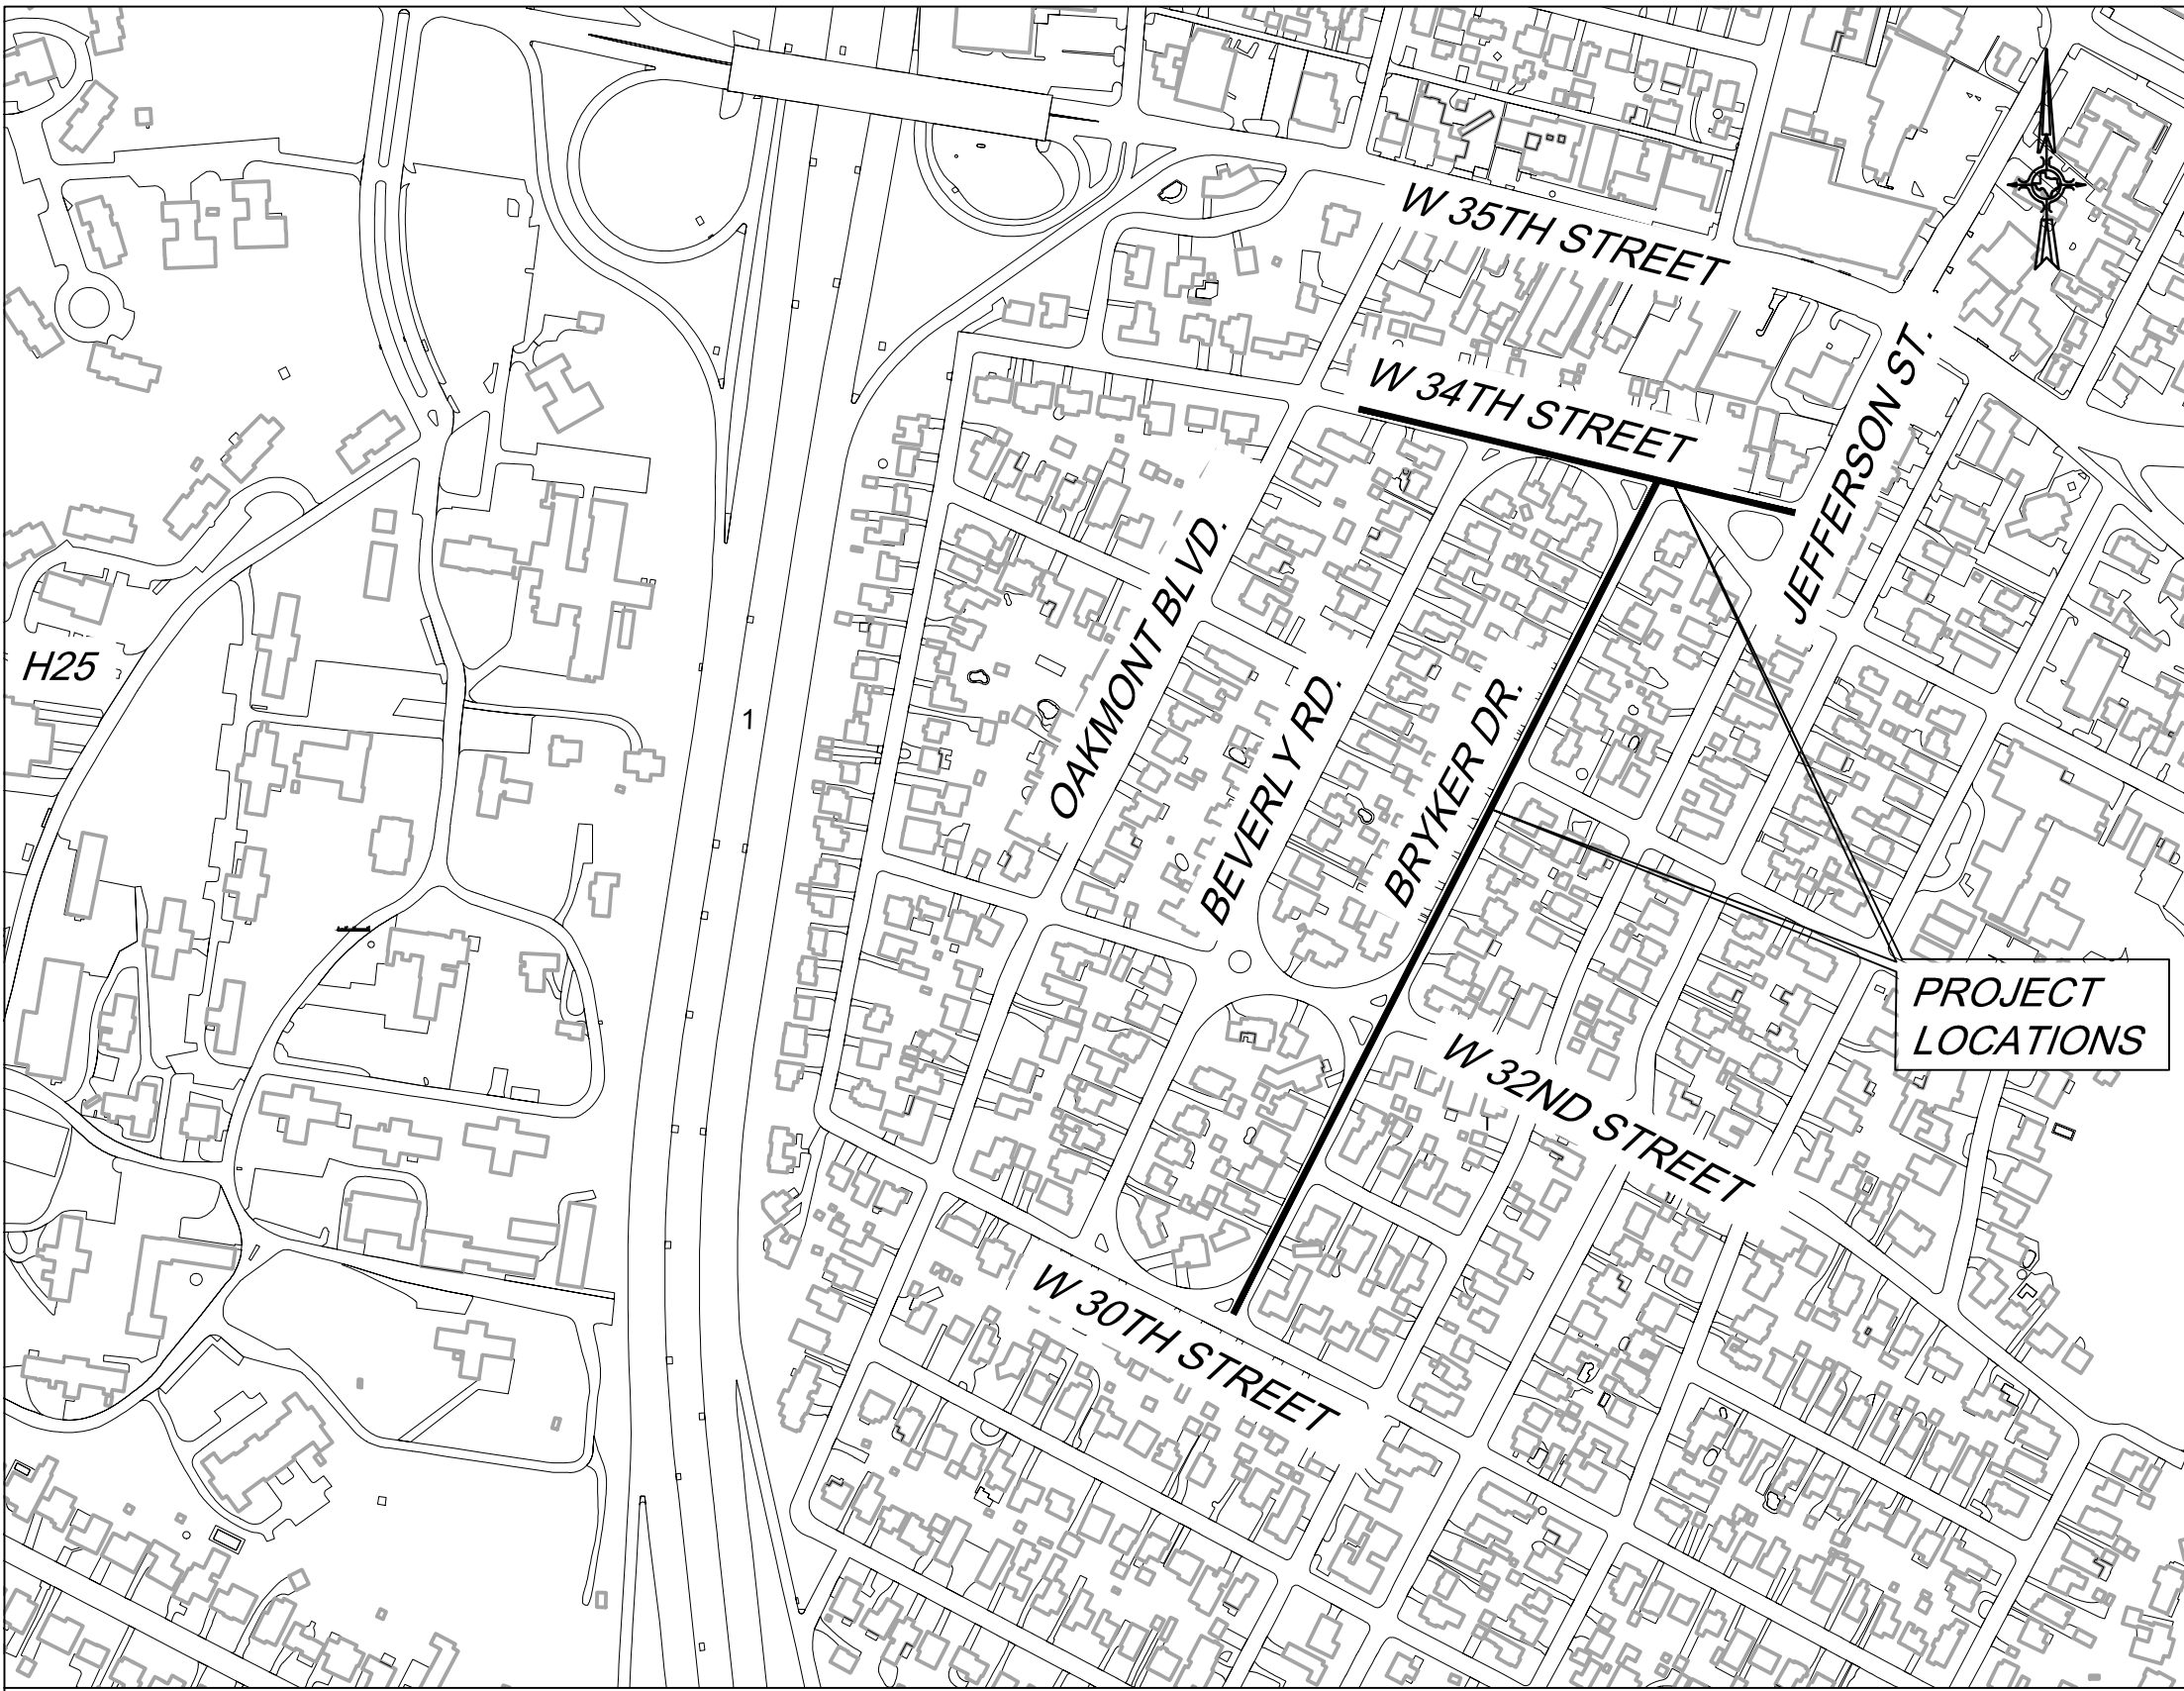 W 35TH STREET
W 34TH STREET
JEFFERSON ST.
OAKMONT BLVD.
H25
BEVERLY RD.
BRYKER DR.
1
PROJECT
LOCATIONS
W 32ND STREET
W 30TH STREET